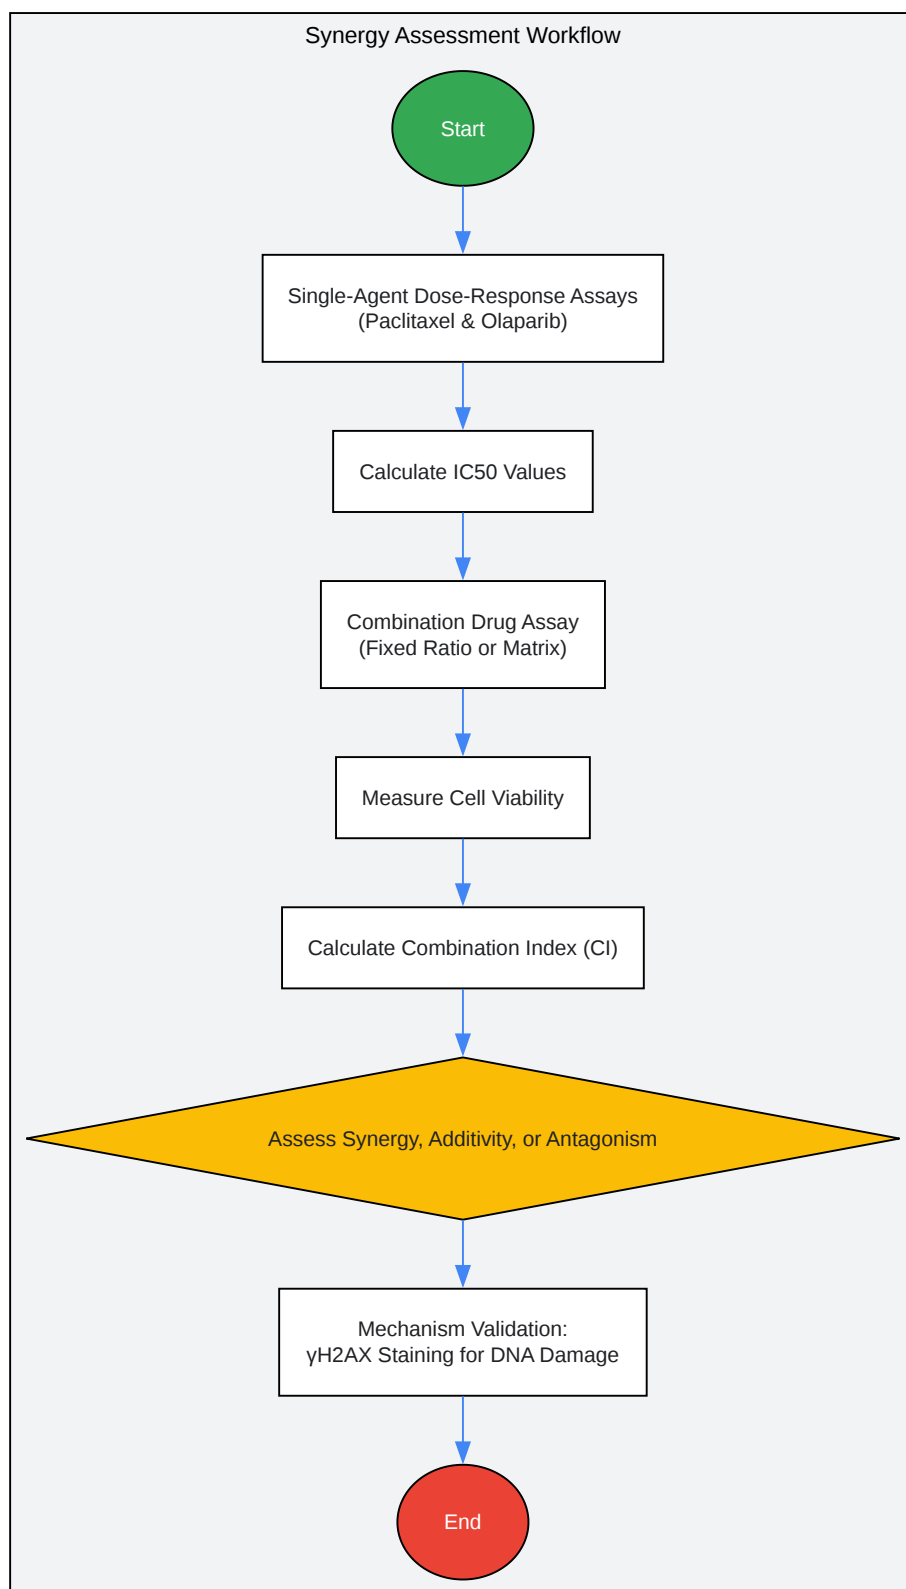 Synergy Assessment Workflow
Start
Single-Agent Dose-Response Assays
(Paclitaxel & Olaparib)
Calculate IC50 Values
Combination Drug Assay
(Fixed Ratio or Matrix)
Measure Cell Viability
Calculate Combination Index (CI)
Assess Synergy, Additivity, or Antagonism
Mechanism Validation:
γH2AX Staining for DNA Damage
End